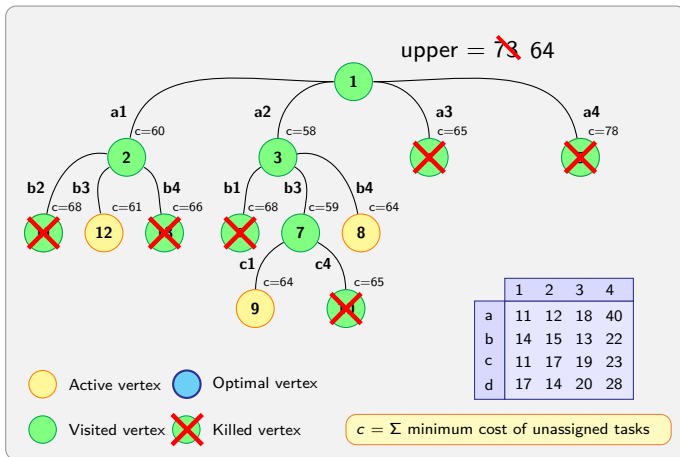 upper = 73 64
1
a1 a2 a3 a4
c=60 c=58 c=65 c=78
2 3
b2 b3 b4 b1 b3 b4
c=68 c=61 c=66 c=68 c=59 c=64
12 7 8
c1 c4
c=64 c=65
9
1 2 3 4
a 11 12 18 40
b 14 15 13 22
c 11 17 19 23
d 17 14 20 28
Active vertex Optimal vertex
Visited vertex Killed vertex
c = Σ minimum cost of unassigned tasks